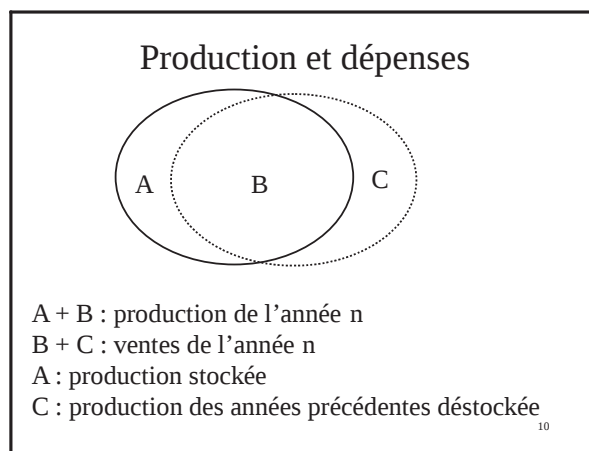 Production et dépenses
A
B
C
A + B : production de l’année n
B + C : ventes de l’année n
A : production stockée
C : production des années précédentes déstockée
10